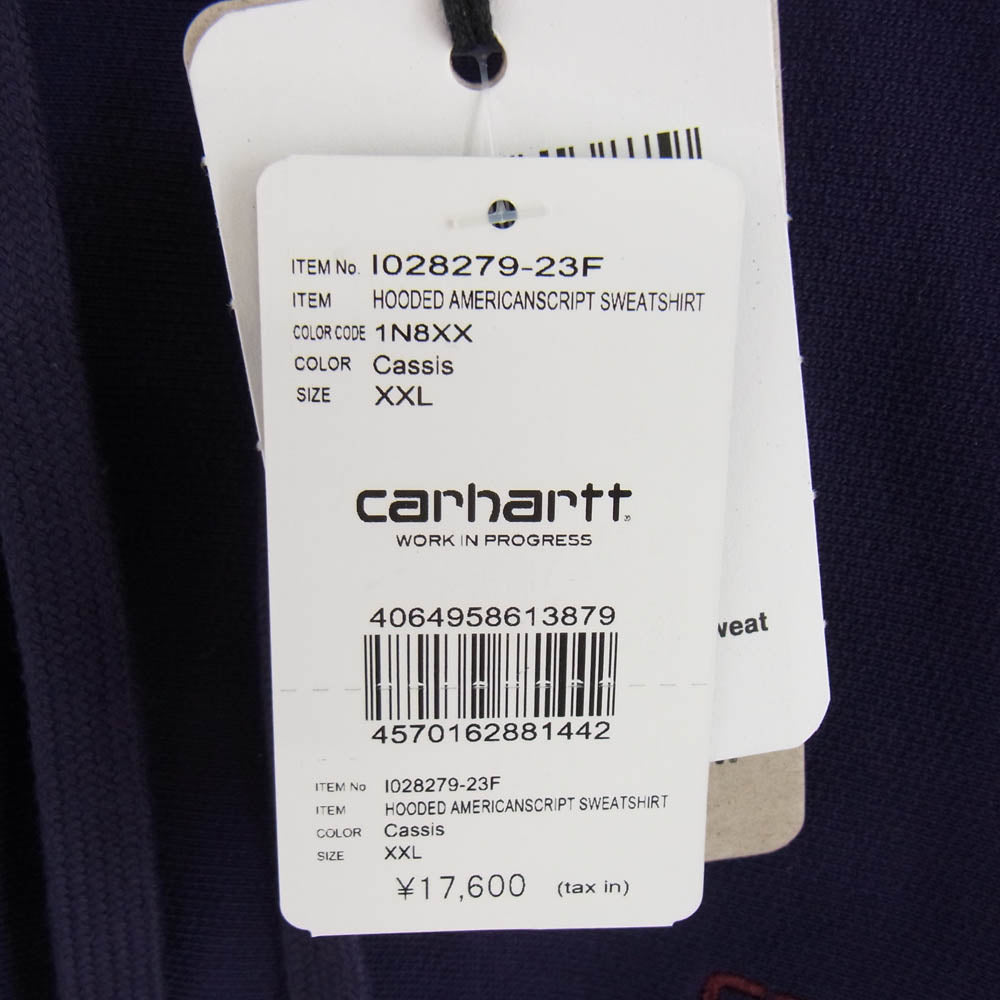 ITEM No. I028279-23F
ITEM HOODED AMERICANSCRIPT SWEATSHIRT
COLOR CODE 1N8XX
COLOR Cassis
SIZE XXL
carhartt®
WORK IN PROGRESS
4064958613879
4570162881442
ITEM No I028279-23F
ITEM HOODED AMERICANSCRIPT SWEATSHIRT
COLOR Cassis
SIZE XXL
¥17,600 (tax in)
weat